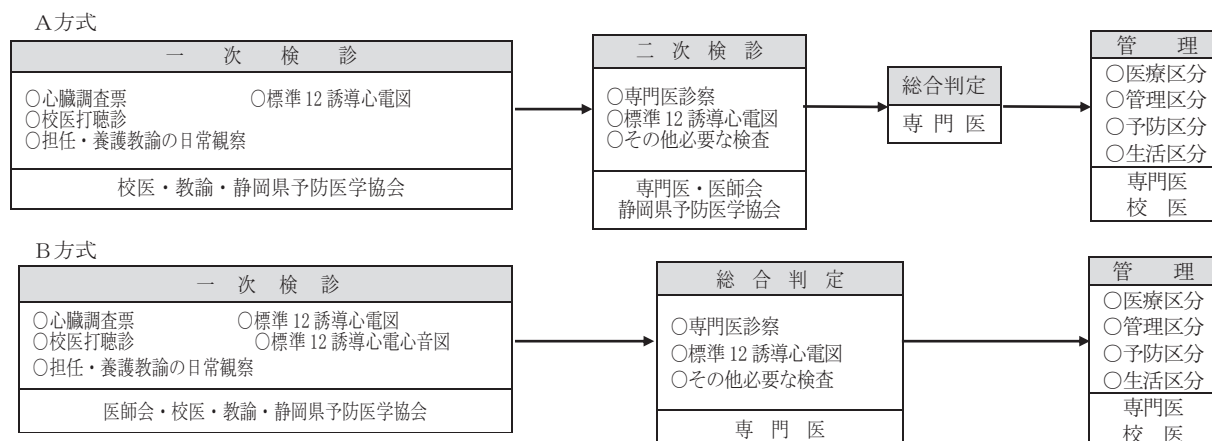 A方式
一次検診
○心臓調査票 ○標準12誘導心電図
○校医打聴診
○担任・養護教諭の日常観察
校医・教諭・静岡県予防医学協会
二次検診
○専門医診察
○標準12誘導心電図
○その他必要な検査
専門医・医師会
静岡県予防医学協会
総合判定
専門医
管理
○医療区分
○管理区分
○予防区分
○生活区分
専門医
校医
B方式
一次検診
○心臓調査票 ○標準12誘導心電図
○校医打聴診 ○標準12誘導心電心音図
○担任・養護教諭の日常観察
医師会・校医・教諭・静岡県予防医学協会
総合判定
○専門医診察
○標準12誘導心電図
○その他必要な検査
専門医
管理
○医療区分
○管理区分
○予防区分
○生活区分
専門医
校医